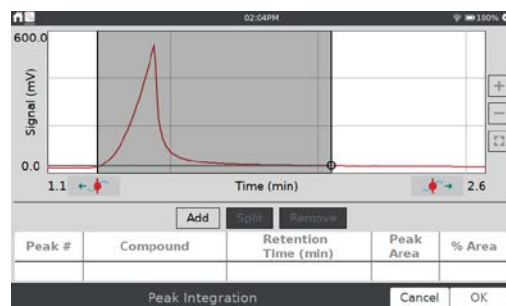 02:04PM
100%
600.0
Signal (mV)
0.0
1.1
Time (min)
2.6
Add
Split
Remove
Peak #
Compound
Retention Time (min)
Peak Area
% Area
Peak Integration
Cancel
OK